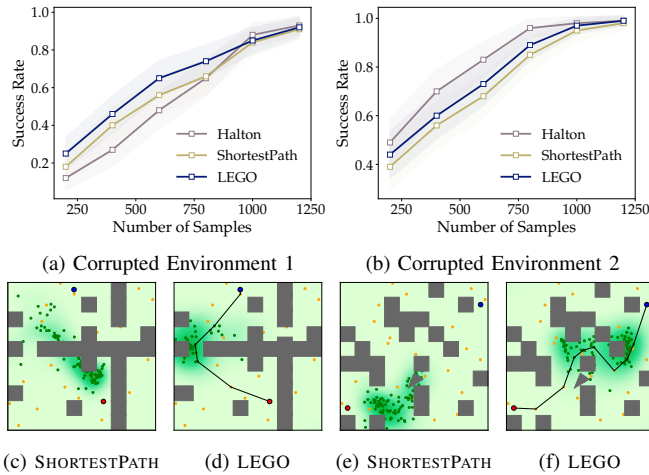 1.0
0.8
0.6
0.4
0.2
Success Rate
Halton
ShortestPath
LEGO
250 500 750 1000 1250
Number of Samples
(a) Corrupted Environment 1
1.0
0.8
0.6
0.4
Success Rate
Halton
ShortestPath
LEGO
250 500 750 1000 1250
Number of Samples
(b) Corrupted Environment 2
(c) SHORTESTPATH
(d) LEGO
(e) SHORTESTPATH
(f) LEGO